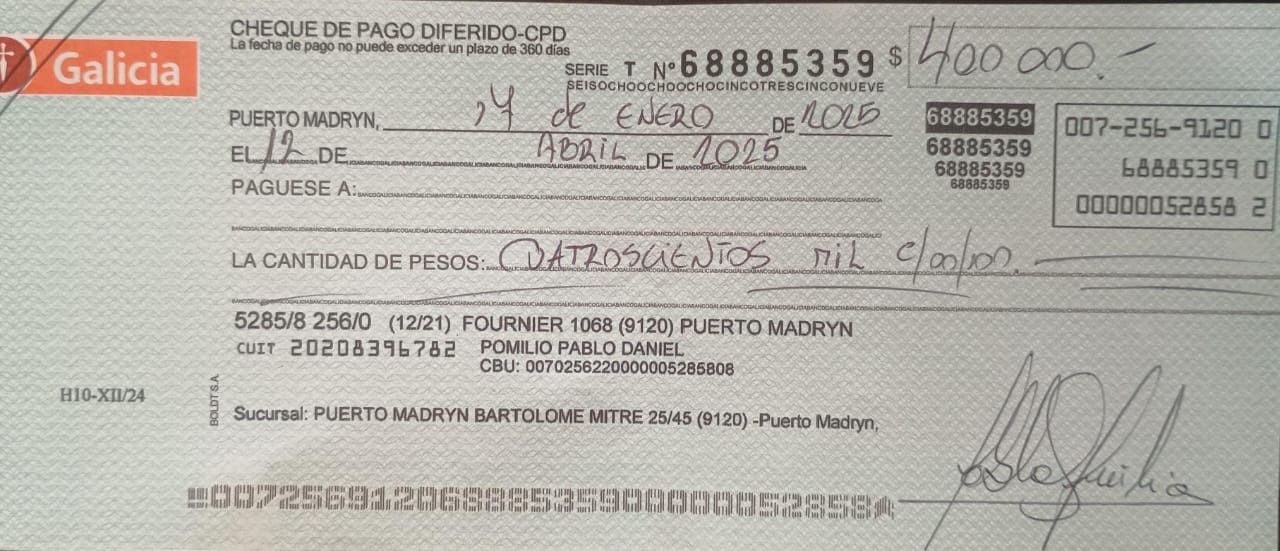 CHEQUE DE PAGO DIFERIDO-CPD
La fecha de pago no puede exceder un plazo de 360 días
Galicia
SERIE T Nº 68885359 $ 400 000.-
SEISOCHOOCHOOCHOCINCOTRESCINCONUEVE
PUERTO MADRYN, 17 de ENERO DE 2025
68885359
EL 12 DE ABRIL DE 2025
68885359
68885359
68885359
007-256-9120 0
68885359 0
00000052858 2
PAGUESE A:
LA CANTIDAD DE PESOS: CUATROSCIENTOS MIL C/00/100.
5285/8 256/0 (12/21) FOURNIER 1068 (9120) PUERTO MADRYN
CUIT 20208396782 POMILIO PABLO DANIEL
CBU: 0070256220000005285808
H10-XII/24
BOLDT S.A.
Sucursal: PUERTO MADRYN BARTOLOME MITRE 25/45 (9120) -Puerto Madryn,
00725691206888535900000052858